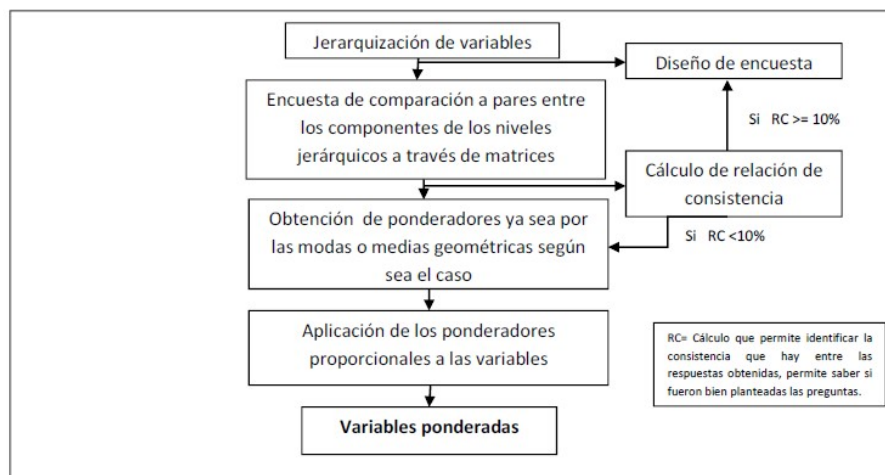 Jerarquización de variables
Diseño de encuesta
Encuesta de comparación a pares entre
los componentes de los niveles
jerárquicos a través de matrices
Si RC >= 10%
Cálculo de relación de
consistencia
Obtención de ponderadores ya sea por
las modas o medias geométricas según
sea el caso
Si RC <10%
Aplicación de los ponderadores
proporcionales a las variables
RC= Cálculo que permite identificar la
consistencia que hay entre las
respuestas obtenidas, permite saber si
fueron bien planteadas las preguntas.
Variables ponderadas